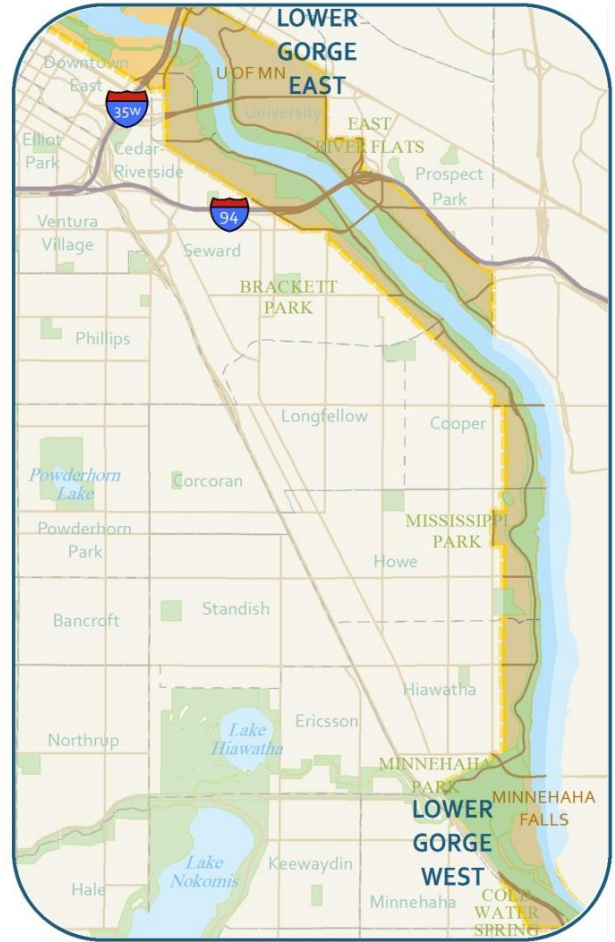 LOWER
GORGE
EAST
Downtown
East
U OF MN
University
35W
EAST
RIVER FLATS
Elliot
Park
Cedar-
Riverside
Prospect
Park
94
Ventura
Village
Seward
BRACKETT
PARK
Phillips
Longfellow
Cooper
Powderhorn
Lake
Corcoran
MISSISSIPPI
PARK
Powderhorn
Park
Howe
Bancroft
Standish
Hiawatha
Lake
Hiawatha
Ericsson
Northrup
MINNEHAHA
PARK
LOWER
GORGE
WEST
MINNEHAHA
FALLS
Lake
Nokomis
Keewaydin
Hale
Minnehaha
COLD
WATER
SPRING